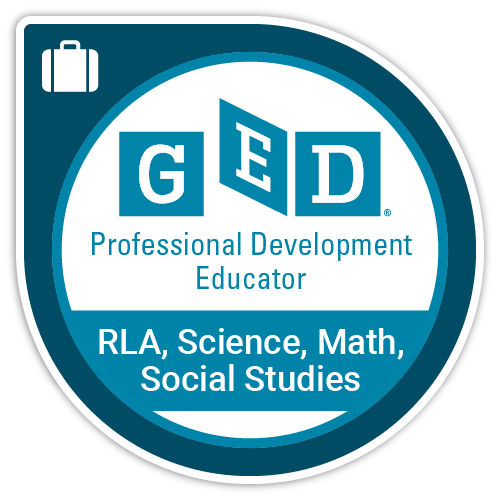 GED®
Professional Development
Educator
RLA, Science, Math,
Social Studies